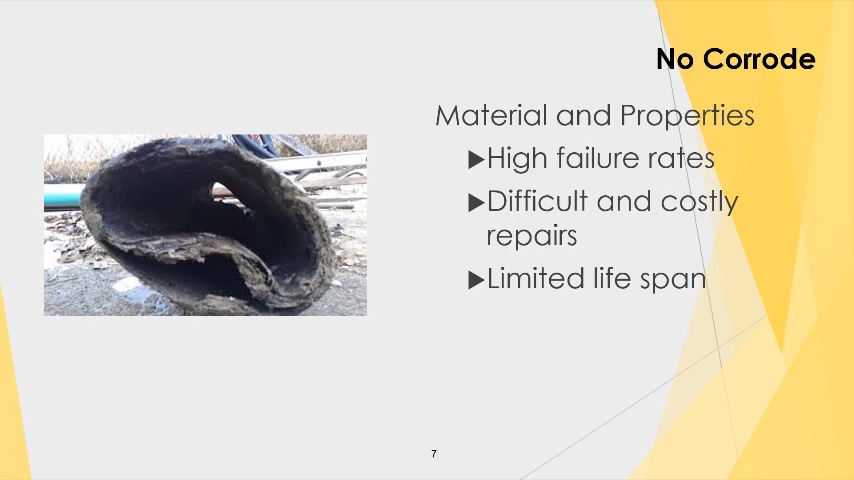 No Corrode
Material and Properties
▶High failure rates
▶Difficult and costly
repairs
▶Limited life span
7